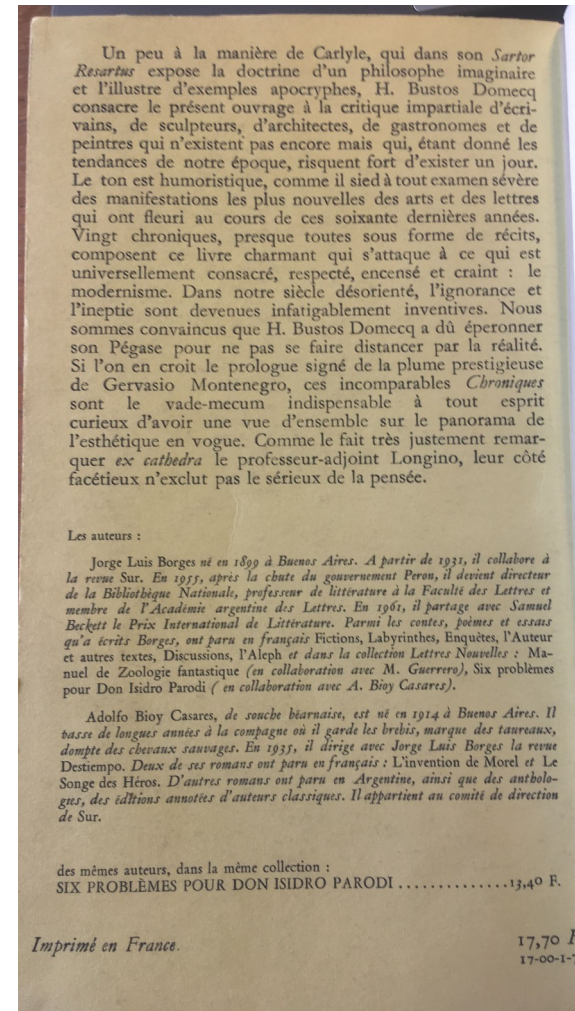 Un peu à la manière de Carlyle, qui dans son Sartor
Resartus expose la doctrine d'un philosophe imaginaire
et l'illustre d'exemples apocryphes, H. Bustos Domecq
consacre le présent ouvrage à la critique impartiale d'écri-
vains, de sculpteurs, d'architectes, de gastronomes et de
peintres qui n'existent pas encore mais qui, étant donné les
tendances de notre époque, risquent fort d'exister un jour.
Le ton est humoristique, comme il sied à tout examen sévère
des manifestations les plus nouvelles des arts et des lettres
qui ont fleuri au cours de ces soixante dernières années.
Vingt chroniques, presque toutes sous forme de récits,
composent ce livre charmant qui s'attaque à ce qui est
universellement consacré, respecté, encensé et craint : le
modernisme. Dans notre siècle désorienté, l'ignorance et
l'ineptie sont devenues infatigablement inventives. Nous
sommes convaincus que H. Bustos Domecq a dû éperonner
son Pégase pour ne pas se faire distancer par la réalité.
Si l'on en croit le prologue signé de la plume prestigieuse
de Gervasio Montenegro, ces incomparables Chroniques
sont le vade-mecum indispensable à tout esprit
curieux d'avoir une vue d'ensemble sur le panorama de
l'esthétique en vogue. Comme le fait très justement remar-
quer ex cathedra le professeur-adjoint Longino, leur côté
facétieux n'exclut pas le sérieux de la pensée.
Les auteurs :
Jorge Luis Borges né en 1899 à Buenos Aires. A partir de 1931, il collabore à
la revue Sur. En 1955, après la chute du gouvernement Peron, il devient directeur
de la Bibliothèque Nationale, professeur de littérature à la Faculté des Lettres et
membre de l'Académie argentine des Lettres. En 1961, il partage avec Samuel
Beckett le Prix International de Littérature. Parmi les contes, poèmes et essais
qu'a écrits Borges, ont paru en français Fictions, Labyrinthes, Enquêtes, l'Auteur
et autres textes, Discussions, l'Aleph et dans la collection Lettres Nouvelles : Ma-
nuel de Zoologie fantastique (en collaboration avec M. Guerrero), Six problèmes
pour Don Isidro Parodi ( en collaboration avec A. Bioy Casares).
Adolfo Bioy Casares, de souche béarnaise, est né en 1914 à Buenos Aires. Il
passe de longues années à la compagne où il garde les brebis, marque des taureaux,
dompte des chevaux sauvages. En 1935, il dirige avec Jorge Luis Borges la revue
Destiempo. Deux de ses romans ont paru en français : L'invention de Morel et Le
Songe des Héros. D'autres romans ont paru en Argentine, ainsi que des antholo-
gies, des éditions annotées d'auteurs classiques. Il appartient au comité de direction
de Sur.
des mêmes auteurs, dans la même collection :
SIX PROBLÈMES POUR DON ISIDRO PARODI ..............13,40 F.
Imprimé en France.
17,70 F
17-00-1-7